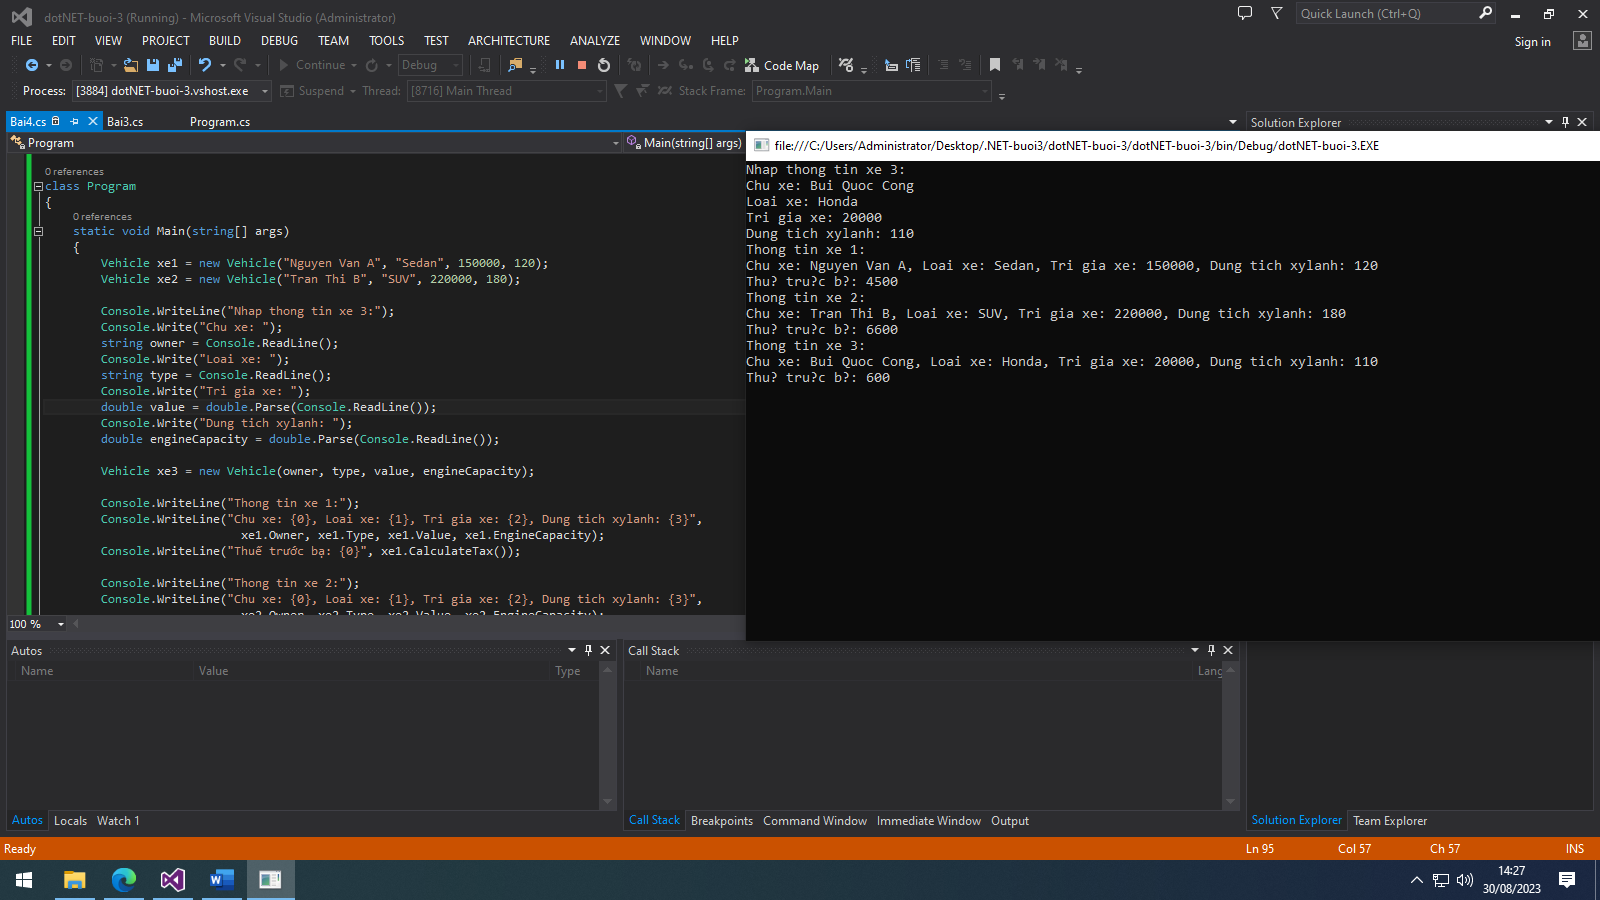 dotNET-buoi-3 (Running) - Microsoft Visual Studio (Administrator)
Quick Launch (Ctrl+Q)
FILE EDIT VIEW PROJECT BUILD DEBUG TEAM TOOLS TEST ARCHITECTURE ANALYZE WINDOW HELP
Sign in
Continue Debug Code Map
Process: [3884] dotNET-buoi-3.vshost.exe Suspend Thread: [8716] Main Thread Stack Frame: Program.Main
Bai4.cs Bai3.cs Program.cs
Solution Explorer
Program Main(string[] args)
0 references
class Program
{
0 references
static void Main(string[] args)
{
Vehicle xe1 = new Vehicle("Nguyen Van A", "Sedan", 150000, 120);
Vehicle xe2 = new Vehicle("Tran Thi B", "SUV", 220000, 180);
Console.WriteLine("Nhap thong tin xe 3:");
Console.Write("Chu xe: ");
string owner = Console.ReadLine();
Console.Write("Loai xe: ");
string type = Console.ReadLine();
Console.Write("Tri gia xe: ");
double value = double.Parse(Console.ReadLine());
Console.Write("Dung tich xylanh: ");
double engineCapacity = double.Parse(Console.ReadLine());
Vehicle xe3 = new Vehicle(owner, type, value, engineCapacity);
Console.WriteLine("Thong tin xe 1:");
Console.WriteLine("Chu xe: {0}, Loai xe: {1}, Tri gia xe: {2}, Dung tich xylanh: {3}",
xe1.Owner, xe1.Type, xe1.Value, xe1.EngineCapacity);
Console.WriteLine("Thuế trước bạ: {0}", xe1.CalculateTax());
Console.WriteLine("Thong tin xe 2:");
Console.WriteLine("Chu xe: {0}, Loai xe: {1}, Tri gia xe: {2}, Dung tich xylanh: {3}",
xe2.Owner, xe2.Type, xe2.Value, xe2.EngineCapacity);
100 %
file:///C:/Users/Administrator/Desktop/.NET-buoi3/dotNET-buoi-3/dotNET-buoi-3/bin/Debug/dotNET-buoi-3.EXE
Nhap thong tin xe 3:
Chu xe: Bui Quoc Cong
Loai xe: Honda
Tri gia xe: 20000
Dung tich xylanh: 110
Thong tin xe 1:
Chu xe: Nguyen Van A, Loai xe: Sedan, Tri gia xe: 150000, Dung tich xylanh: 120
Thu? tru?c b?: 4500
Thong tin xe 2:
Chu xe: Tran Thi B, Loai xe: SUV, Tri gia xe: 220000, Dung tich xylanh: 180
Thu? tru?c b?: 6600
Thong tin xe 3:
Chu xe: Bui Quoc Cong, Loai xe: Honda, Tri gia xe: 20000, Dung tich xylanh: 110
Thu? tru?c b?: 600
Autos
Name Value Type
Call Stack
Name Lang
Autos Locals Watch 1
Call Stack Breakpoints Command Window Immediate Window Output
Solution Explorer Team Explorer
Ready Ln 95 Col 57 Ch 57 INS
14:27
30/08/2023